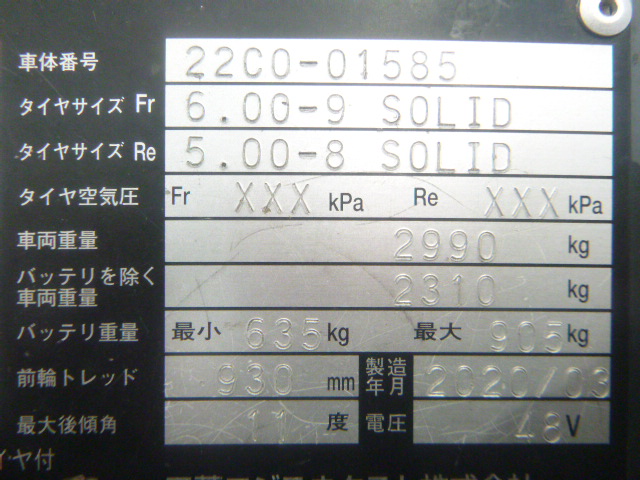 車体番号 22C0-01585
タイヤサイズ Fr 6.00-9 SOLID
タイヤサイズ Re 5.00-8 SOLID
タイヤ空気圧 Fr XXX kPa Re XXX kPa
車両重量 2990 kg
バッテリを除く車両重量 2310 kg
バッテリ重量 最小 635 kg 最大 905 kg
前輪トレッド 930 mm 製造年月 2020/03
最大後傾角 11 度 電圧 48 V
イヤ付
株式会社